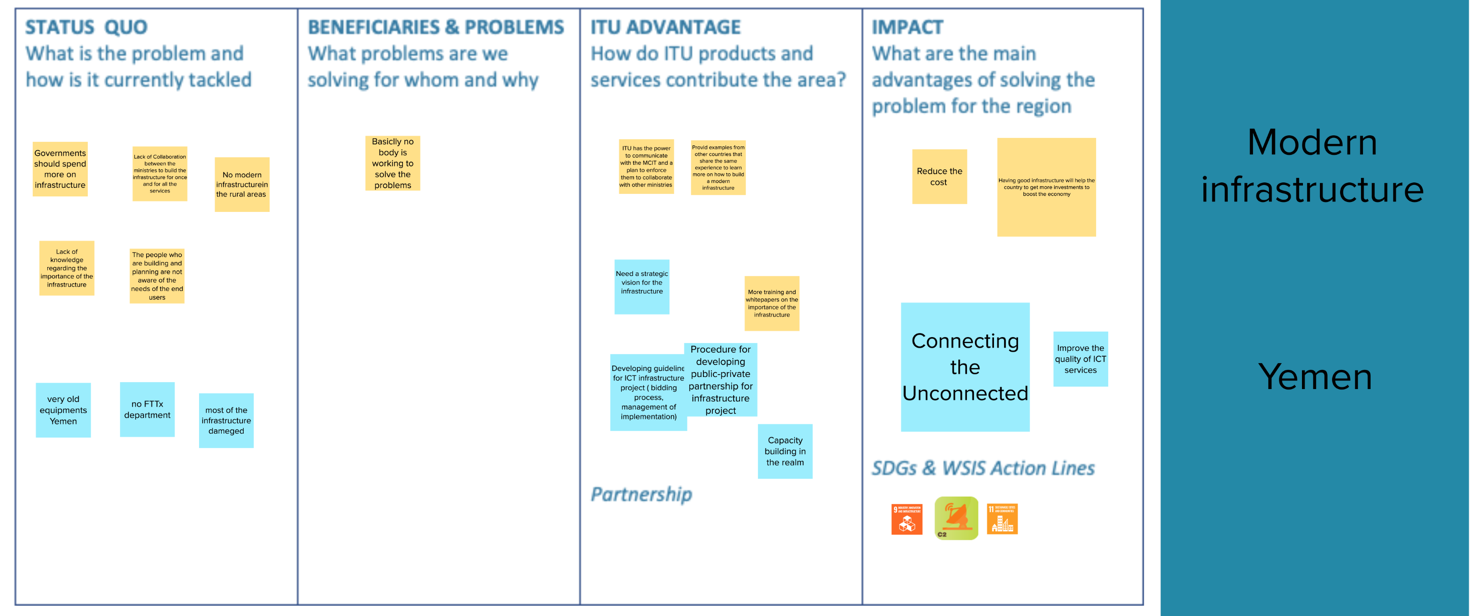 STATUS QUO
What is the problem and
how is it currently tackled
Governments
should spend
more on
infrastructure
Lack of Collaboration
between the
ministries to build the
infrastructure for once
and for all the
services
No modern
infrastructurein
the rural areas
Lack of
knowledge
regarding the
importance of the
infrastructure
The people who
are building and
planning are not
aware of the
needs of the end
users
very old
equipments
Yemen
no FTTx
department
most of the
infrastructure
dameged
BENEFICIARIES & PROBLEMS
What problems are we
solving for whom and why
Basiclly no
body is
working to
solve the
problems
ITU ADVANTAGE
How do ITU products and
services contribute the area?
ITU has the power
to communicate
with the MCIT and a
plan to enforce
them to collaborate
with other ministries
Provid examples from
other countries that
share the same
experience to learn
more on how to build
a modern
infrastructure
Need a strategic
vision for the
infrastructure
More training and
whitepapers on the
importance of the
infrastructure
Developing guideline
for ICT infrastructure
project ( bidding
process,
management of
implementation)
Procedure for
developing
public-private
partnership for
infrastructure
project
Capacity
building in
the realm
Partnership
IMPACT
What are the main
advantages of solving the
problem for the region
Reduce the
cost
Having good infrastructure will help the
country to get more investments to
boost the economy
Connecting
the
Unconnected
Improve the
quality of ICT
services
SDGs & WSIS Action Lines
9
C2
11
Modern
infrastructure
Yemen